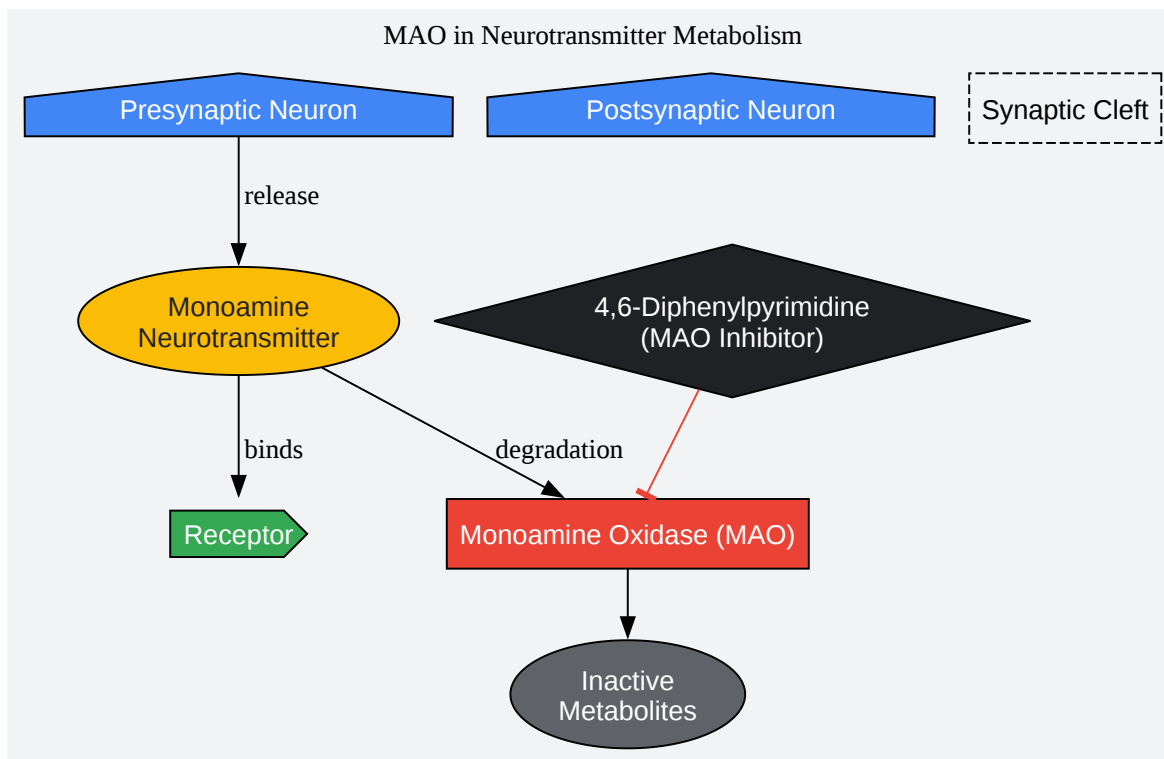 MAO in Neurotransmitter Metabolism
Presynaptic Neuron
Postsynaptic Neuron
Synaptic Cleft
release
Monoamine
Neurotransmitter
4,6-Diphenylpyrimidine
(MAO Inhibitor)
binds
degradation
Receptor
Monoamine Oxidase (MAO)
Inactive
Metabolites